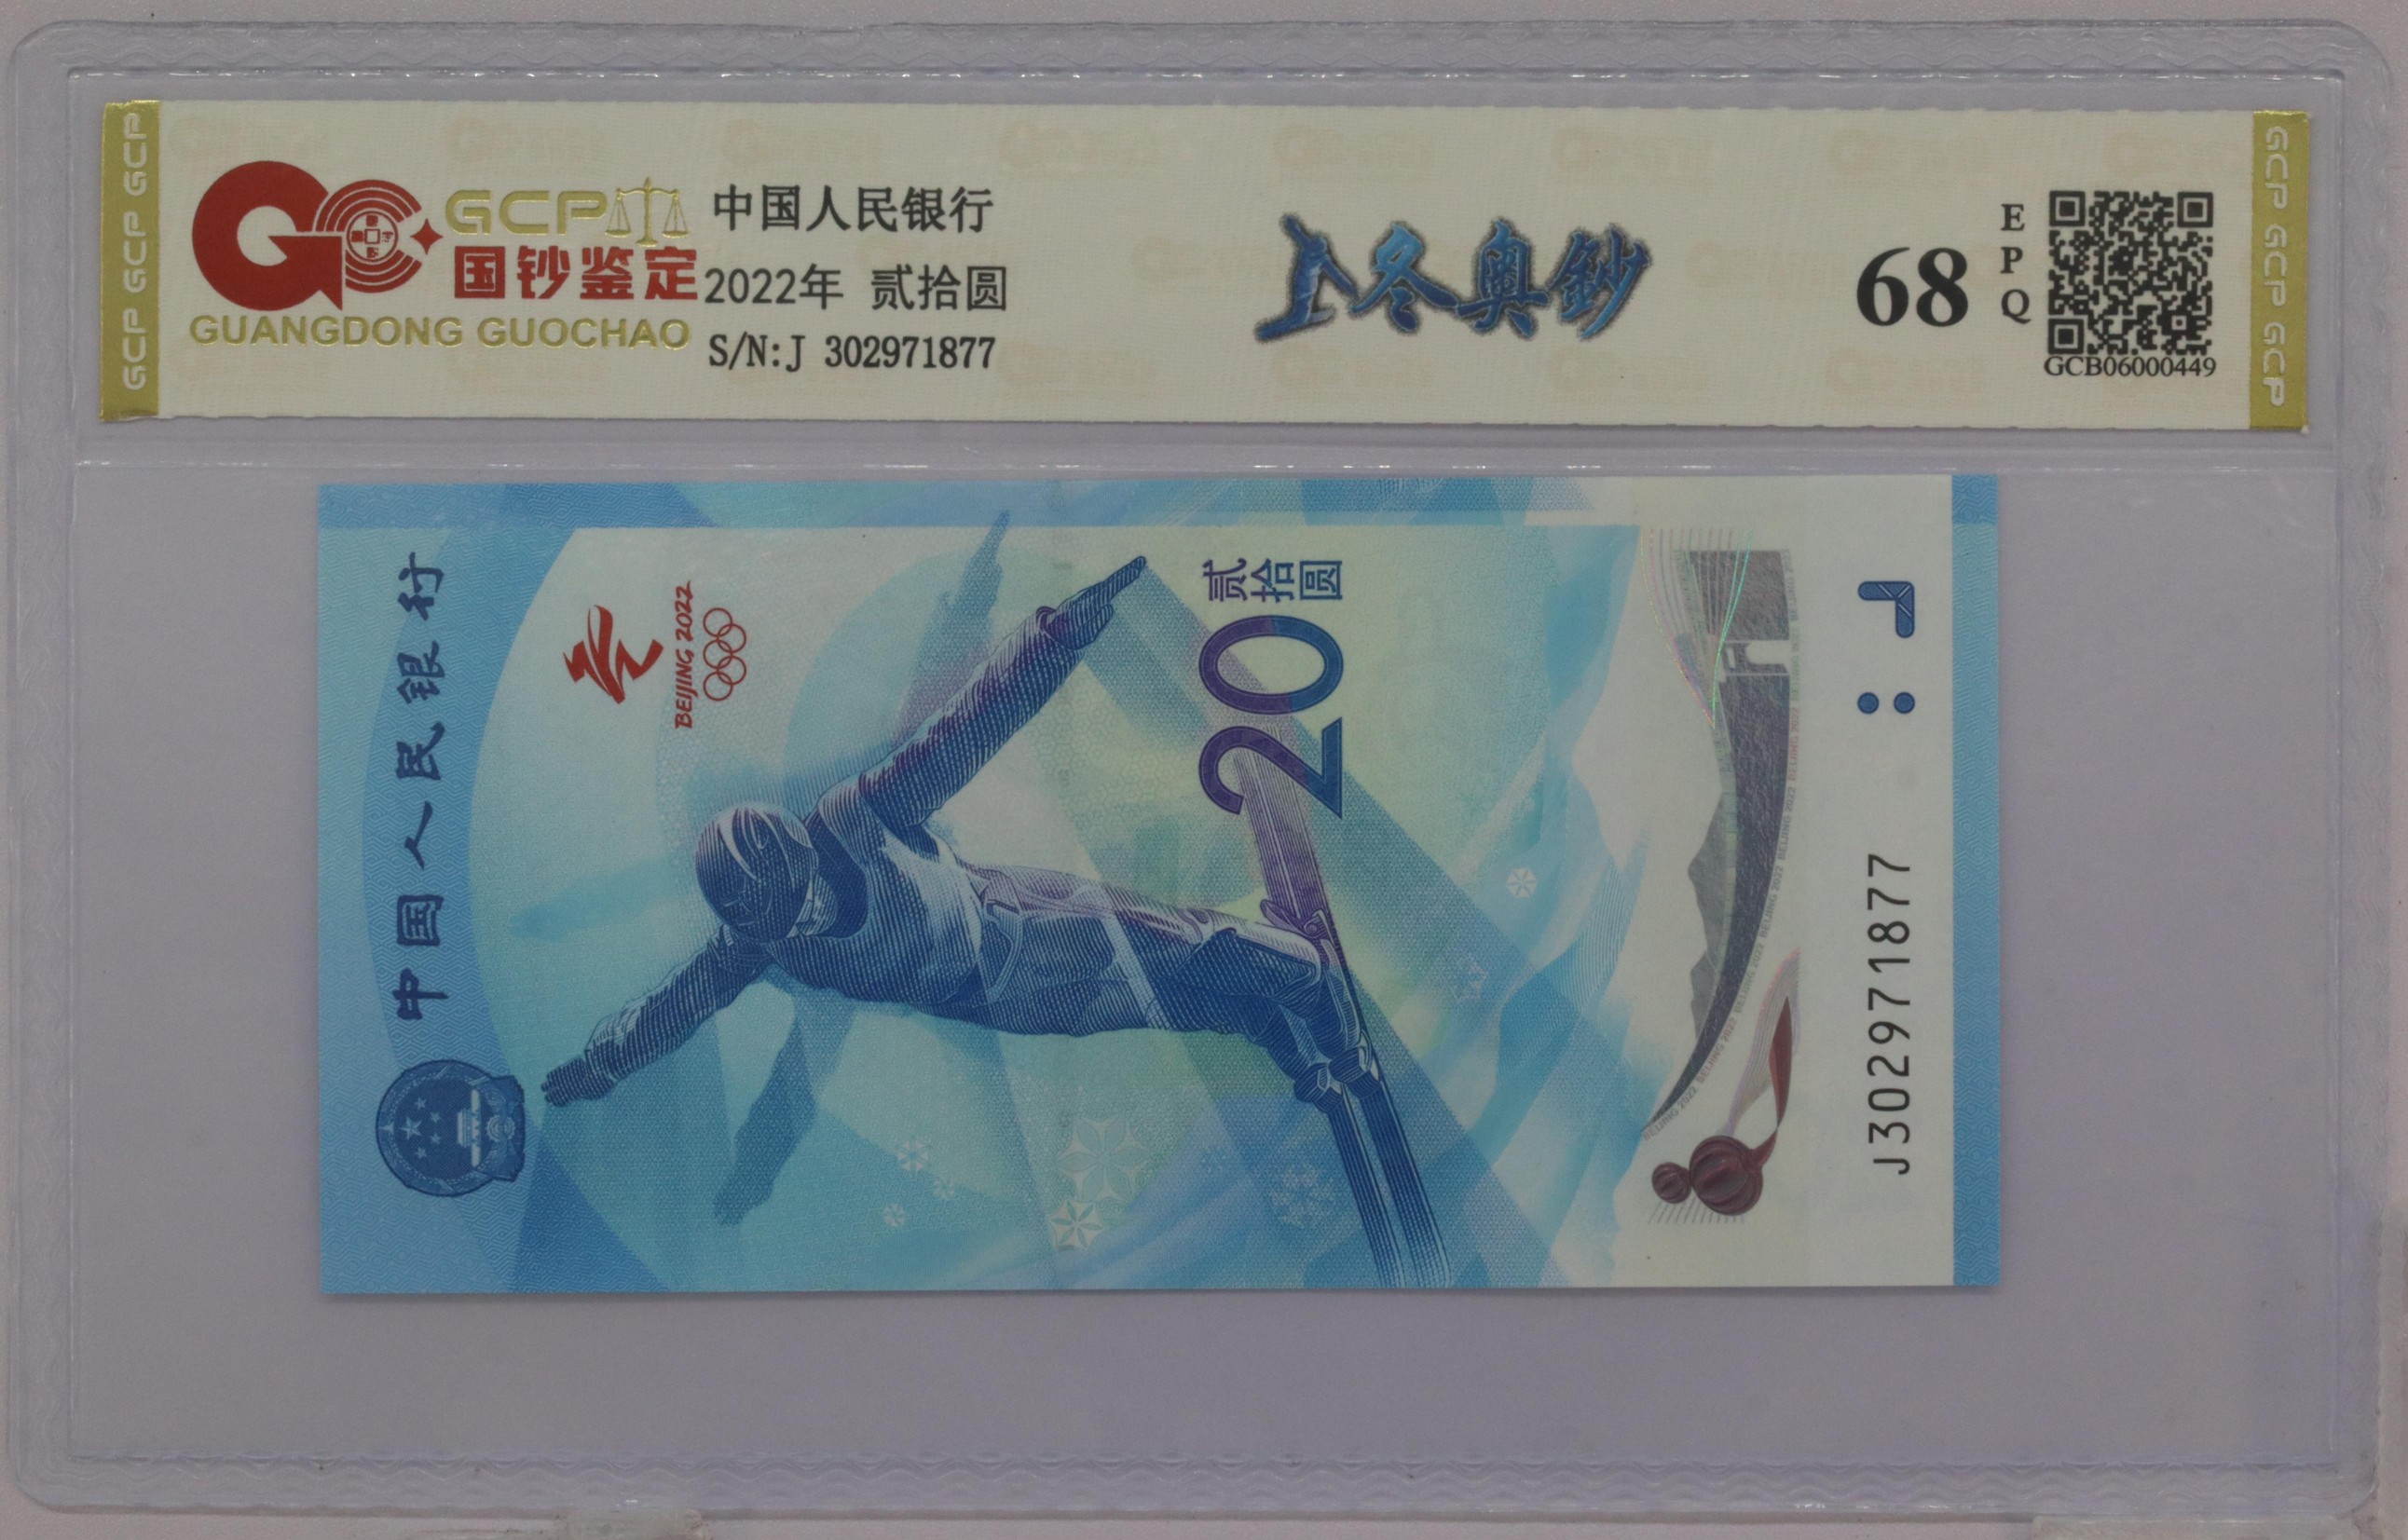 GCP GCP GCP
GCP
国钞鉴定
GUANGDONG GUOCHAO
中国人民银行
2022年 贰拾圆
S/N:J 302971877
冬奥鈔
68
EPQ
GCB06000449
GCP GCP GCP
中国人民银行
BEIJING 2022
贰拾圆
20
J302971877